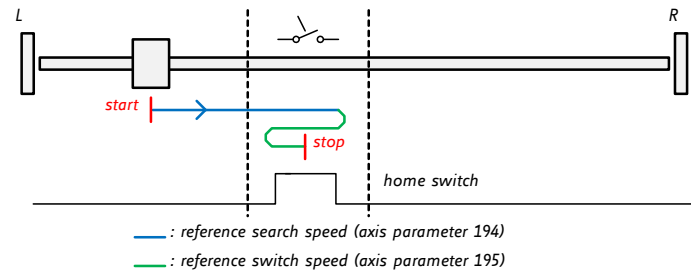 L
R
start
stop
home switch
: reference search speed (axis parameter 194)
: reference switch speed (axis parameter 195)